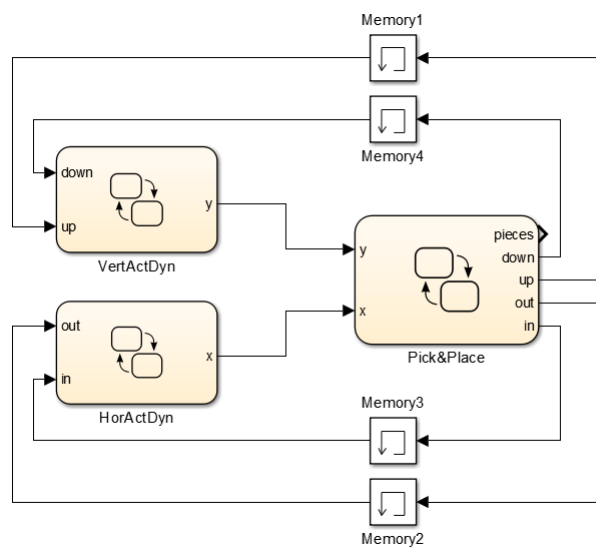 Memory1
Memory4
down
up
y
VertActDyn
y
x
pieces
down
up
out
in
Pick&Place
out
in
x
HorActDyn
Memory3
Memory2